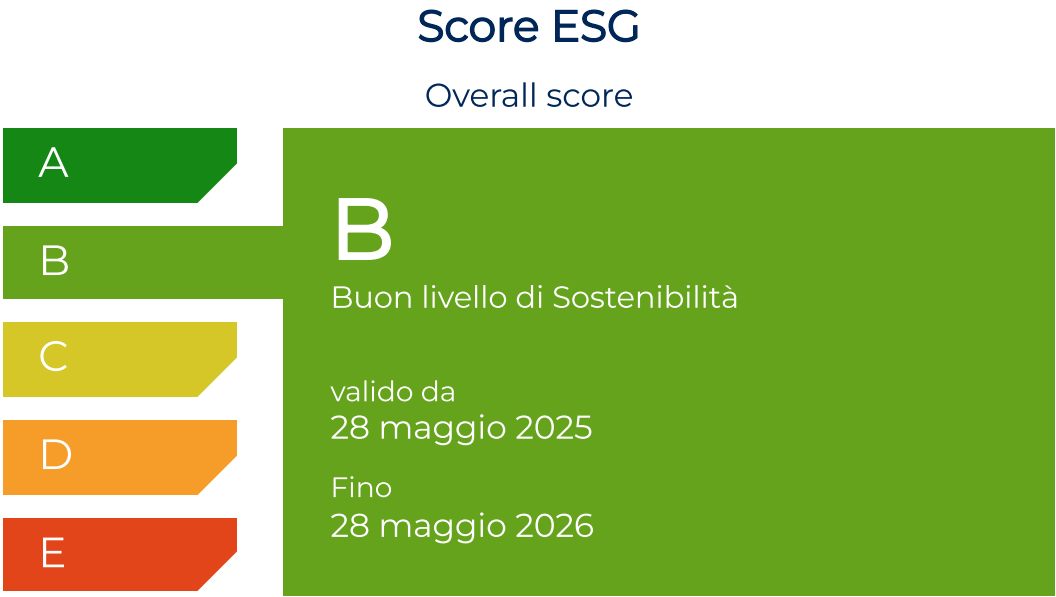 Score ESG
Overall score
A
B
C
D
E
B
Buon livello di Sostenibilità
valido da
28 maggio 2025
Fino
28 maggio 2026